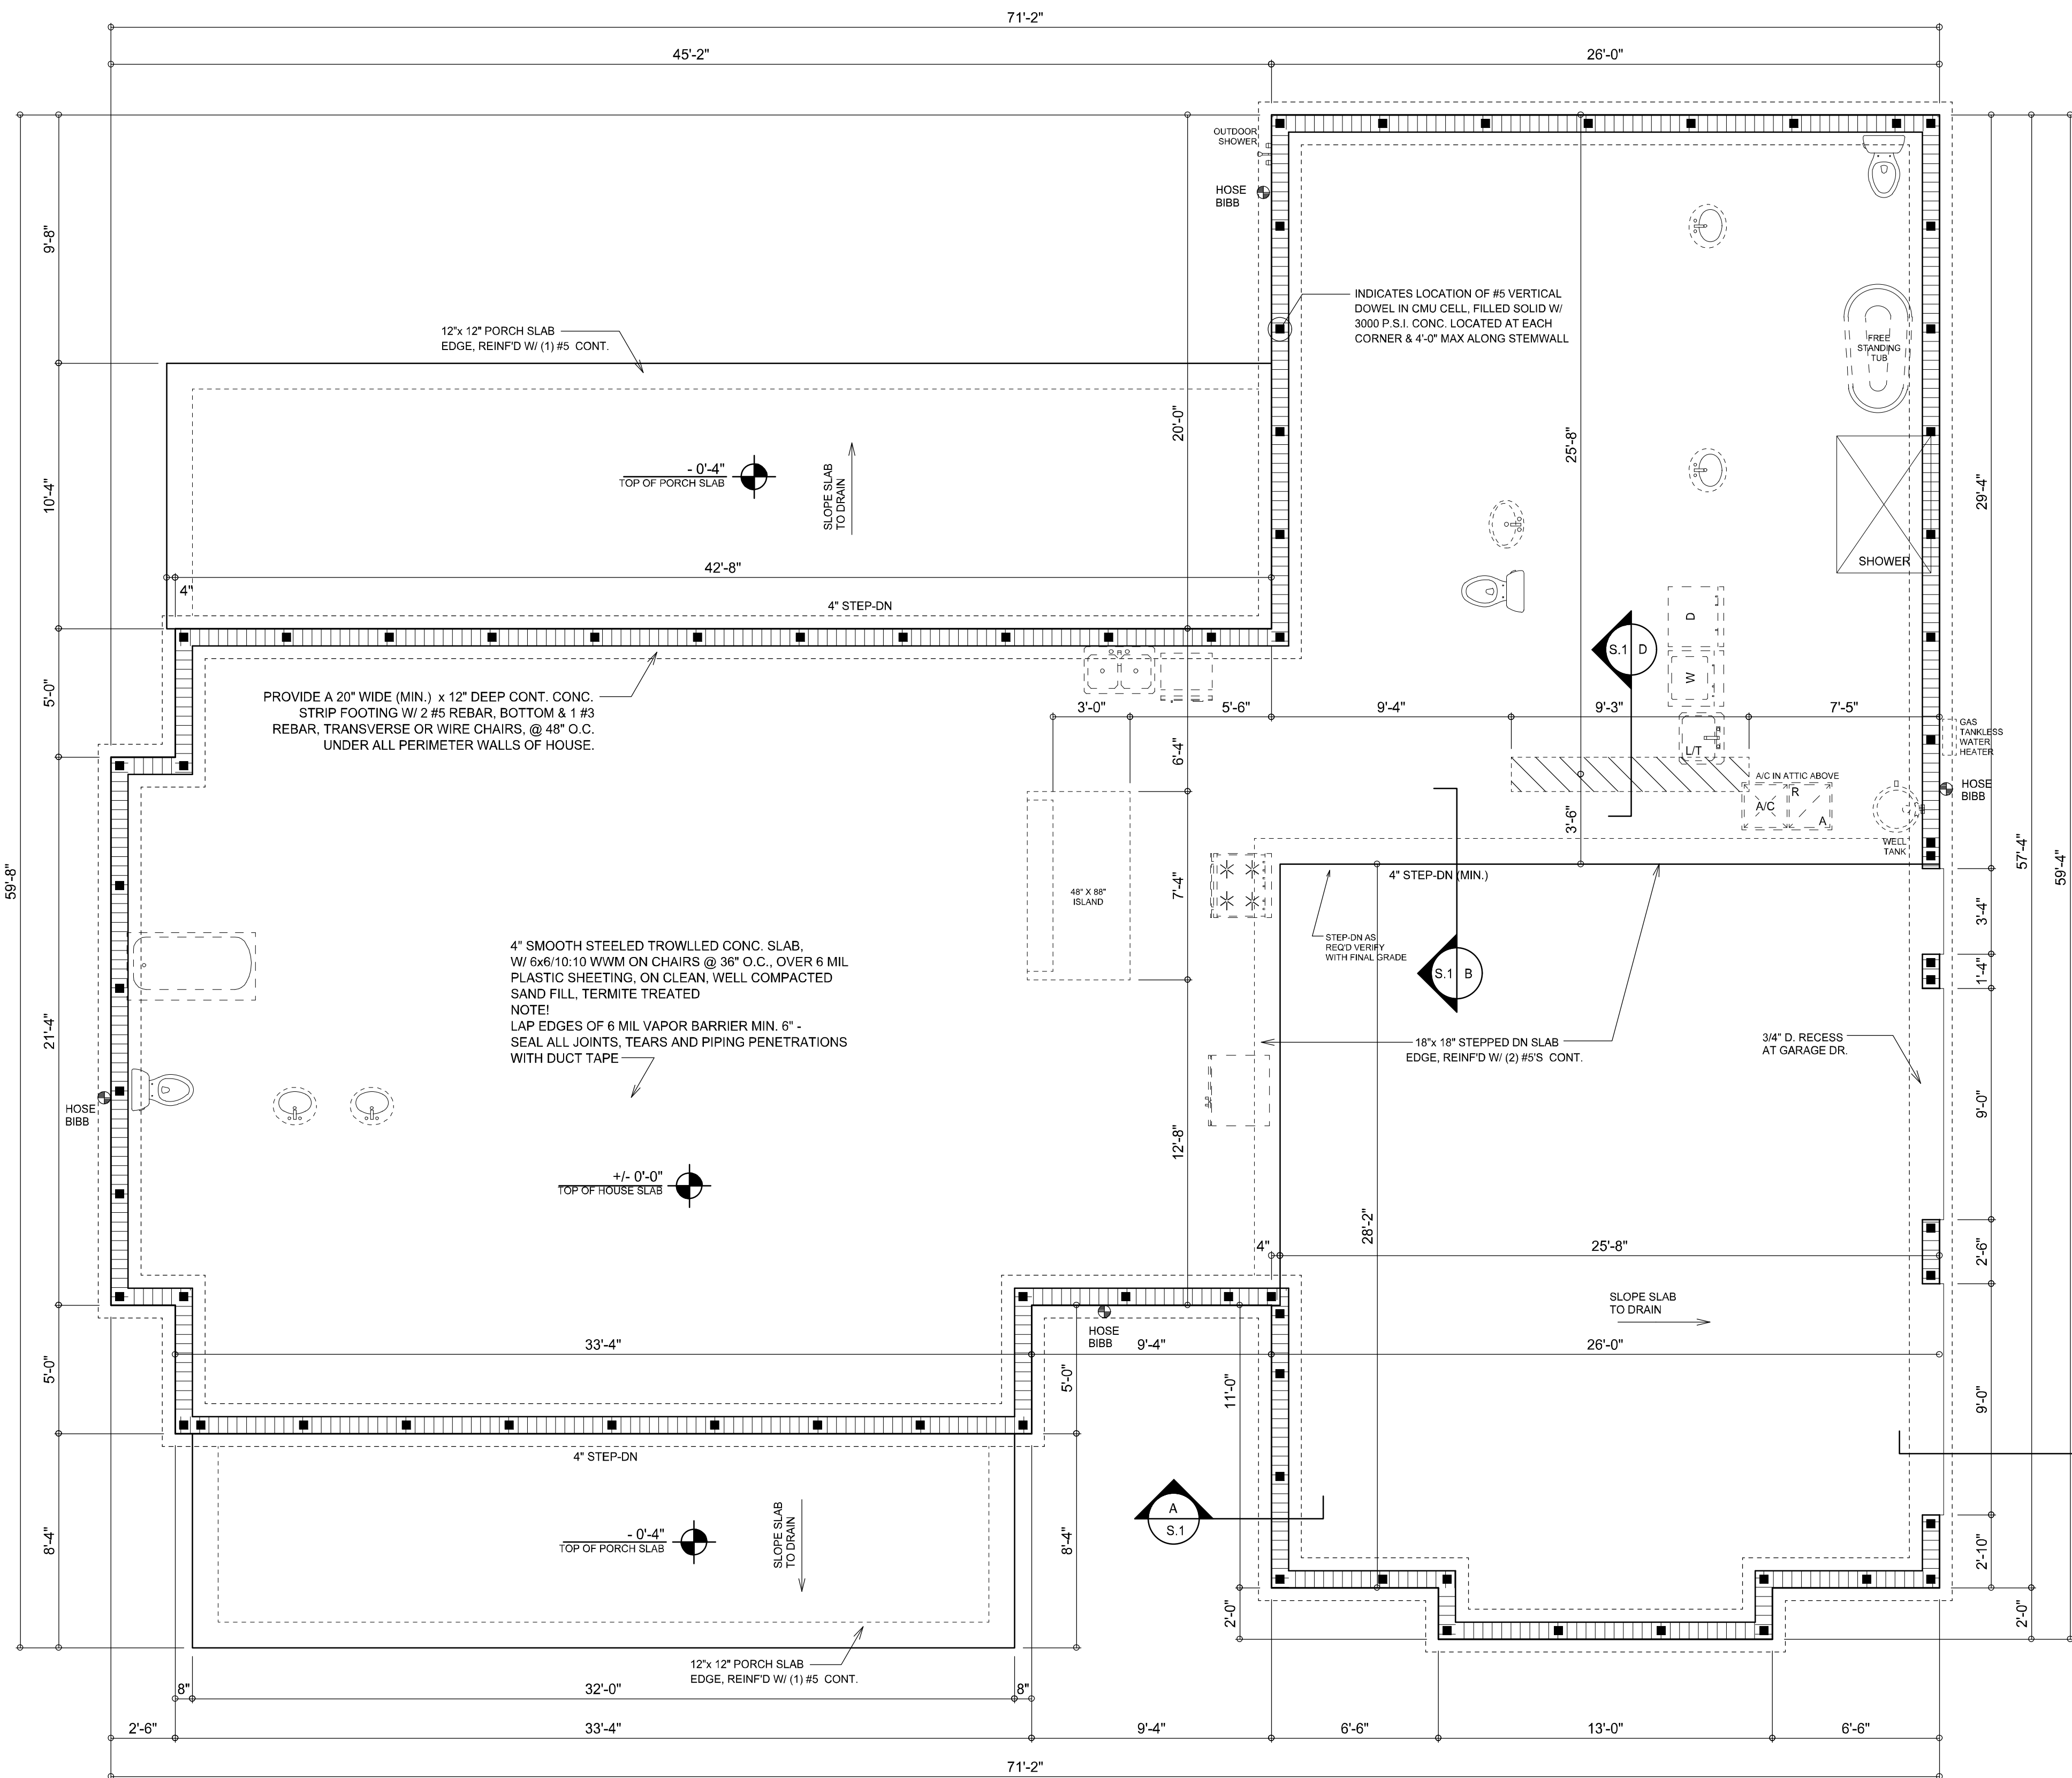 71'-2"
45'-2"
26'-0"
OUTDOOR
SHOWER
HOSE
BIBB
9'-8"
INDICATES LOCATION OF #5 VERTICAL
DOWEL IN CMU CELL, FILLED SOLID W/
3000 P.S.I. CONC. LOCATED AT EACH
CORNER & 4'-0" MAX ALONG STEMWALL
12"x 12" PORCH SLAB
EDGE, REINF'D W/ (1) #5 CONT.
FREE
STANDING
TUB
20'-0"
25'-8"
- 0'-4"
TOP OF PORCH SLAB
SLOPE SLAB
TO DRAIN
10'-4"
29'-4"
SHOWER
42'-8"
4"
4" STEP-DN
D
S.1
D
W
5'-0"
PROVIDE A 20" WIDE (MIN.) x 12" DEEP CONT. CONC.
STRIP FOOTING W/ 2 #5 REBAR, BOTTOM & 1 #3
REBAR, TRANSVERSE OR WIRE CHAIRS, @ 48" O.C.
UNDER ALL PERIMETER WALLS OF HOUSE.
3'-0"
5'-6"
9'-4"
9'-3"
7'-5"
GAS
TANKLESS
WATER
HEATER
L/T
6'-4"
A/C IN ATTIC ABOVE
A/C
R
A
HOSE
BIBB
3'-6"
WELL
TANK
59'-8"
57'-4"
59'-4"
4" STEP-DN (MIN.)
7'-4"
48" X 88"
ISLAND
3'-4"
STEP-DN AS
REQ'D VERIFY
WITH FINAL GRADE
4" SMOOTH STEELED TROWLLED CONC. SLAB,
W/ 6x6/10:10 WWM ON CHAIRS @ 36" O.C., OVER 6 MIL
PLASTIC SHEETING, ON CLEAN, WELL COMPACTED
SAND FILL, TERMITE TREATED
NOTE!
LAP EDGES OF 6 MIL VAPOR BARRIER MIN. 6" -
SEAL ALL JOINTS, TEARS AND PIPING PENETRATIONS
WITH DUCT TAPE
S.1
B
1'-4"
21'-4"
18"x 18" STEPPED DN SLAB
EDGE, REINF'D W/ (2) #5'S CONT.
3/4" D. RECESS
AT GARAGE DR.
HOSE
BIBB
9'-0"
12'-8"
+/- 0'-0"
TOP OF HOUSE SLAB
28'-2"
4"
25'-8"
2'-6"
SLOPE SLAB
TO DRAIN
HOSE
BIBB
33'-4"
9'-4"
26'-0"
5'-0"
5'-0"
11'-0"
9'-0"
4" STEP-DN
- 0'-4"
TOP OF PORCH SLAB
SLOPE SLAB
TO DRAIN
8'-4"
8'-4"
A
S.1
2'-10"
2'-0"
2'-0"
12"x 12" PORCH SLAB
EDGE, REINF'D W/ (1) #5 CONT.
8"
32'-0"
8"
2'-6"
33'-4"
9'-4"
6'-6"
13'-0"
6'-6"
71'-2"